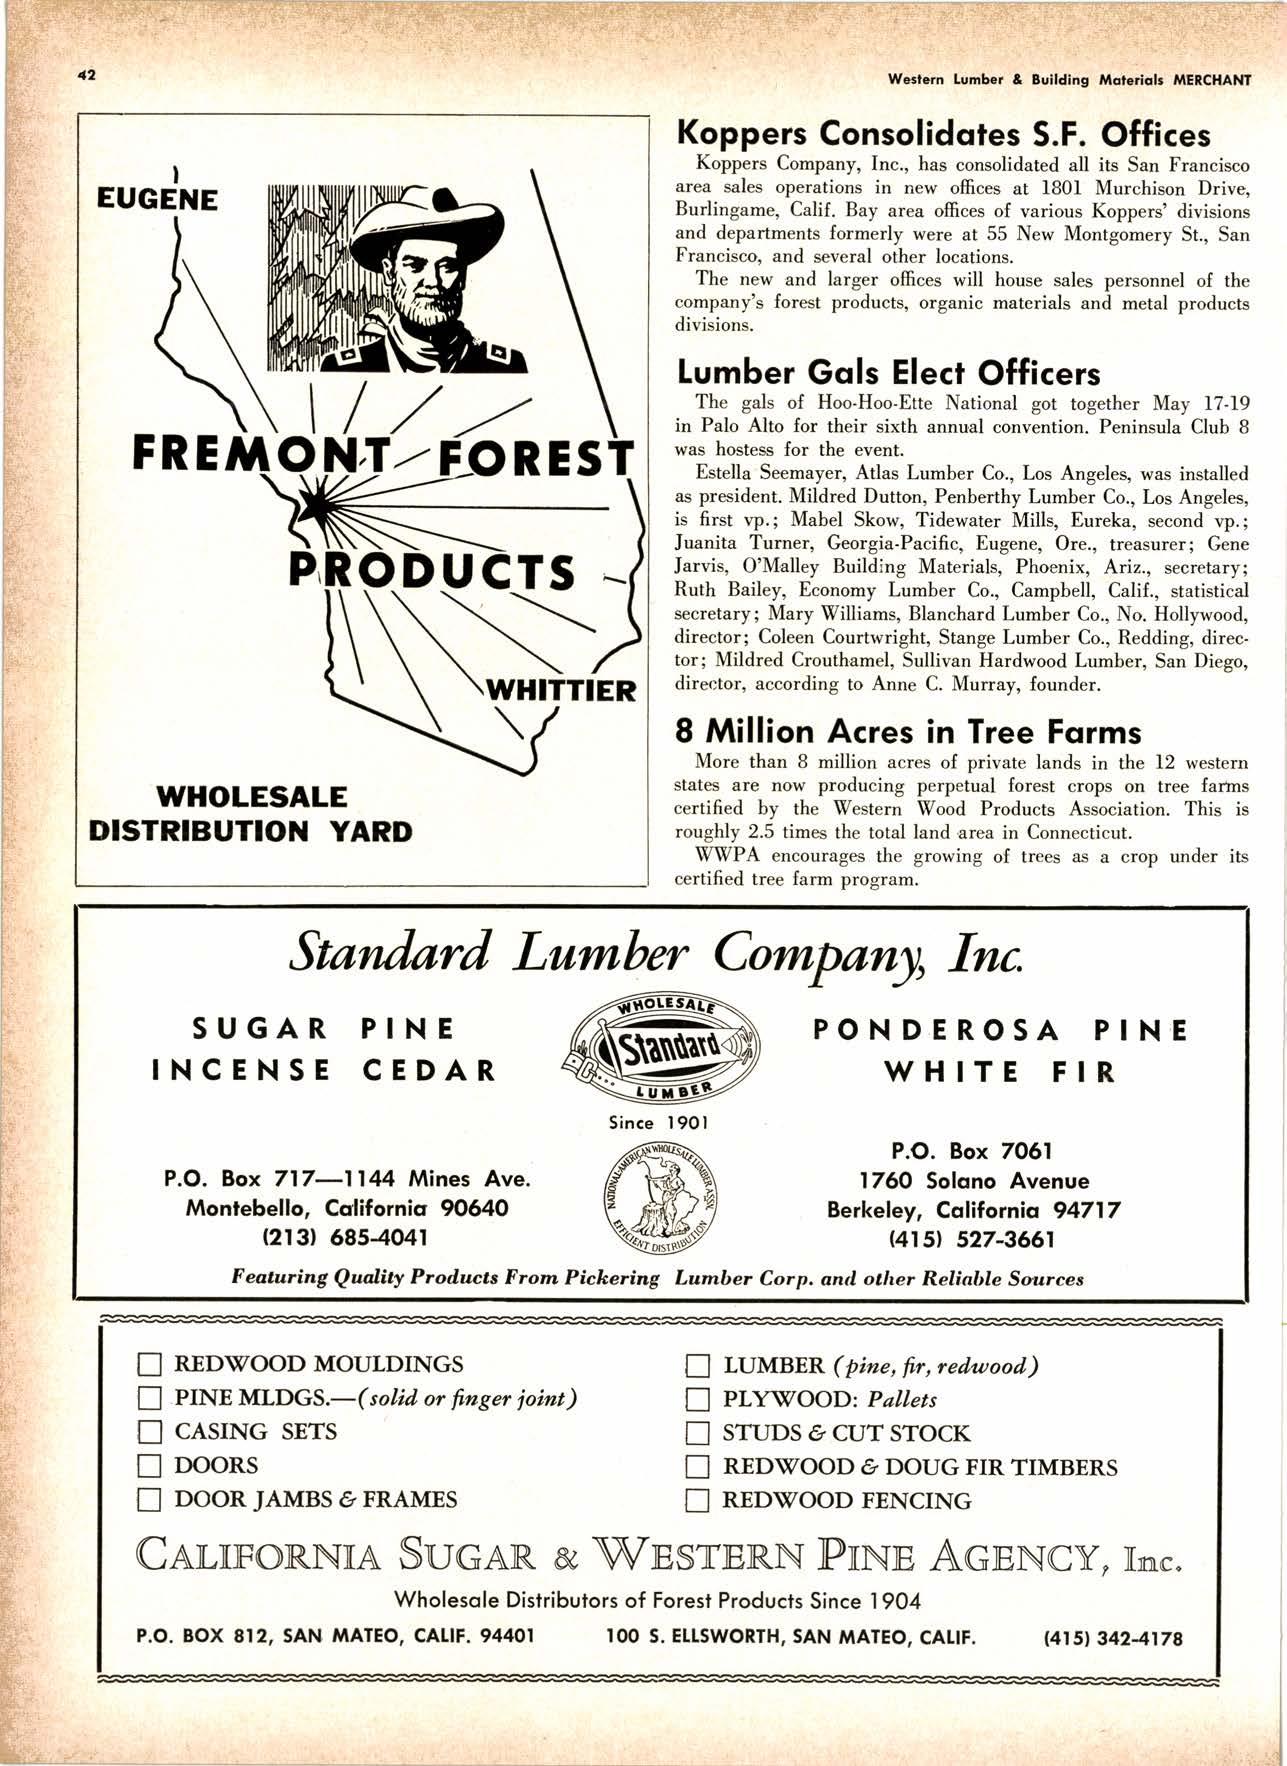 42
Western Lumber & Building Materials MERCHANT
EUGENE
FREMONT FOREST
PRODUCTS
WHITTIER
WHOLESALE
DISTRIBUTION YARD
Koppers Consolidates S.F. Offices
Koppers Company, Inc., has consolidated all its San Francisco
area sales operations in new offices at 1801 Murchison Drive,
Burlingame, Calif. Bay area offices of various Koppers' divisions
and departments formerly were at 55 New Montgomery St., San
Francisco, and several other locations.
The new and larger offices will house sales personnel of the
company's forest products, organic materials and metal products
divisions.
Lumber Gals Elect Officers
The gals of Hoo-Hoo-Ette National got together May 17-19
in Palo Alto for their sixth annual convention. Peninsula Club 8
was hostess for the event.
Estella Seemayer, Atlas Lumber Co., Los Angeles, was installed
as president. Mildred Dutton, Penberthy Lumber Co., Los Angeles,
is first vp.; Mabel Skow, Tidewater Mills, Eureka, second vp.;
Juanita Turner, Georgia-Pacific, Eugene, Ore., treasurer; Gene
Jarvis, O'Malley Building Materials, Phoenix, Ariz., secretary;
Ruth Bailey, Economy Lumber Co., Campbell, Calif., statistical
secretary; Mary Williams, Blanchard Lumber Co., No. Hollywood,
director; Coleen Courtwright, Stange Lumber Co., Redding, direc-
tor; Mildred Crouthamel, Sullivan Hardwood Lumber, San Diego,
director, according to Anne C. Murray, founder.
8 Million Acres in Tree Farms
More than 8 million acres of private lands in the 12 western
states are now producing perpetual forest crops on tree farms
certified by the Western Wood Products Association. This is
roughly 2.5 times the total land area in Connecticut.
WWPA encourages the growing of trees as a crop under its
certified tree farm program.
Standard Lumber Company, Inc.
SUGAR PINE
INCENSE CEDAR
WHOLESALE
Standard
LUMBER
Since 1901
NATIONAL-AMERICAN WHOLESALE LUMBER ASSN.
EFFICIENT DISTRIBUTION
PONDEROSA PINE
WHITE FIR
P.O. Box 717—1144 Mines Ave.
Montebello, California 90640
(213) 685-4041
P.O. Box 7061
1760 Solano Avenue
Berkeley, California 94717
(415) 527-3661
Featuring Quality Products From Pickering Lumber Corp. and other Reliable Sources
REDWOOD MOULDINGS
PINE MLDGS.—(solid or finger joint)
CASING SETS
DOORS
DOOR JAMBS & FRAMES
LUMBER (pine, fir, redwood)
PLYWOOD: Pallets
STUDS & CUT STOCK
REDWOOD & DOUG FIR TIMBERS
REDWOOD FENCING
CALIFORNIA SUGAR & WESTERN PINE AGENCY, Inc.
Wholesale Distributors of Forest Products Since 1904
P.O. BOX 812, SAN MATEO, CALIF. 94401 100 S. ELLSWORTH, SAN MATEO, CALIF. (415) 342-4178